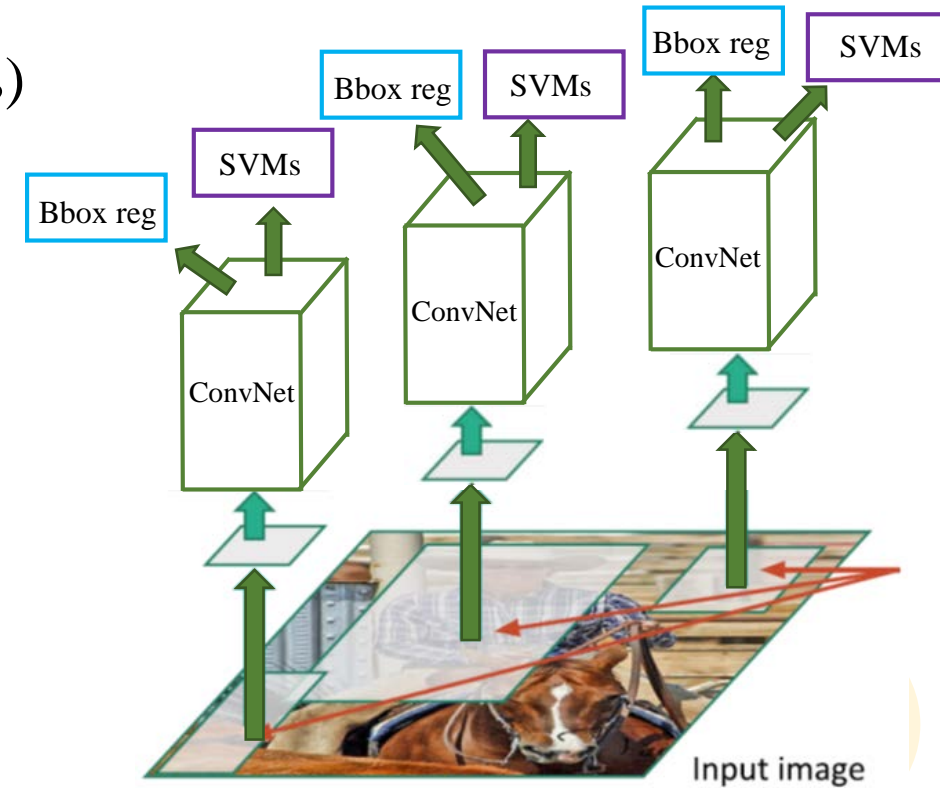 Bbox reg
SVMs
Bbox reg
SVMs
Bbox reg
SVMs
ConvNet
ConvNet
ConvNet
)
Input image